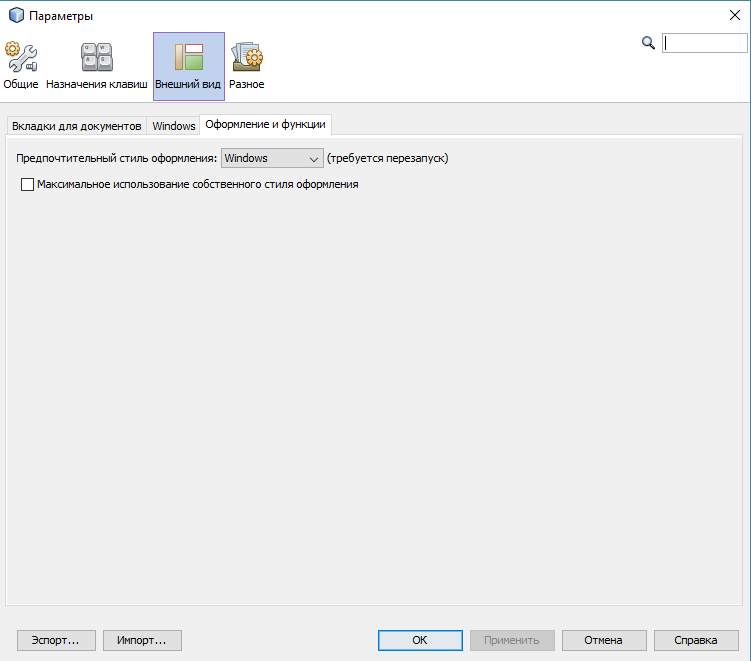 Параметры
Общие
Назначения клавиш
Внешний вид
Разное
Вкладки для документов
Windows
Оформление и функции
Предпочтительный стиль оформления: Windows (требуется перезапуск)
Максимальное использование собственного стиля оформления
Эспорт...
Импорт...
ОК
Применить
Отмена
Справка